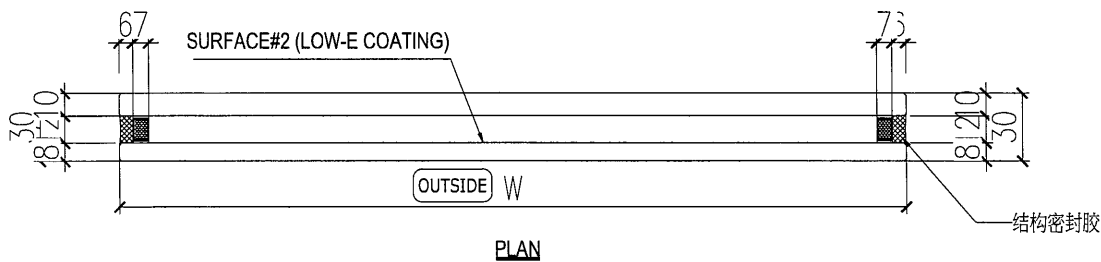 67
76
SURFACE#2 (LOW-E COATING)
30
8
12
10
8
12
10
30
OUTSIDE
W
结构密封胶
PLAN